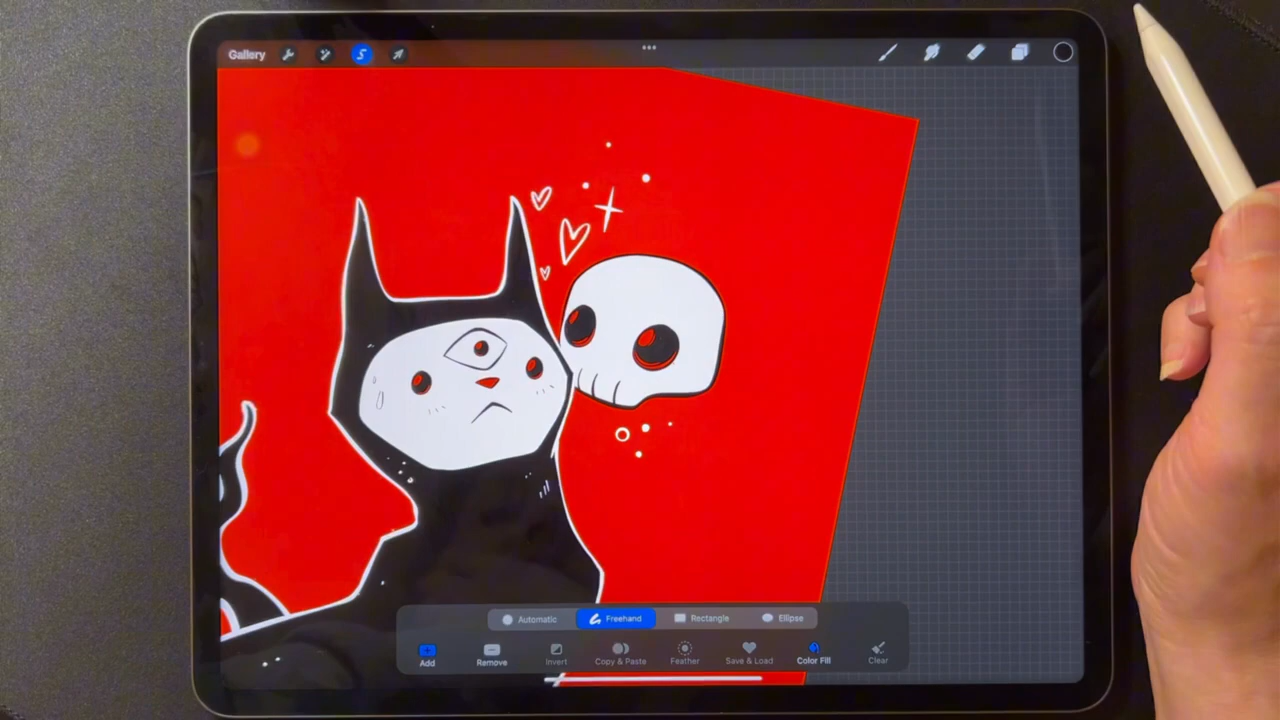 Gallery
Automatic Freehand Rectangle Ellipse
Add Remove Invert Copy & Paste Feather Save & Load Color Fill Clear